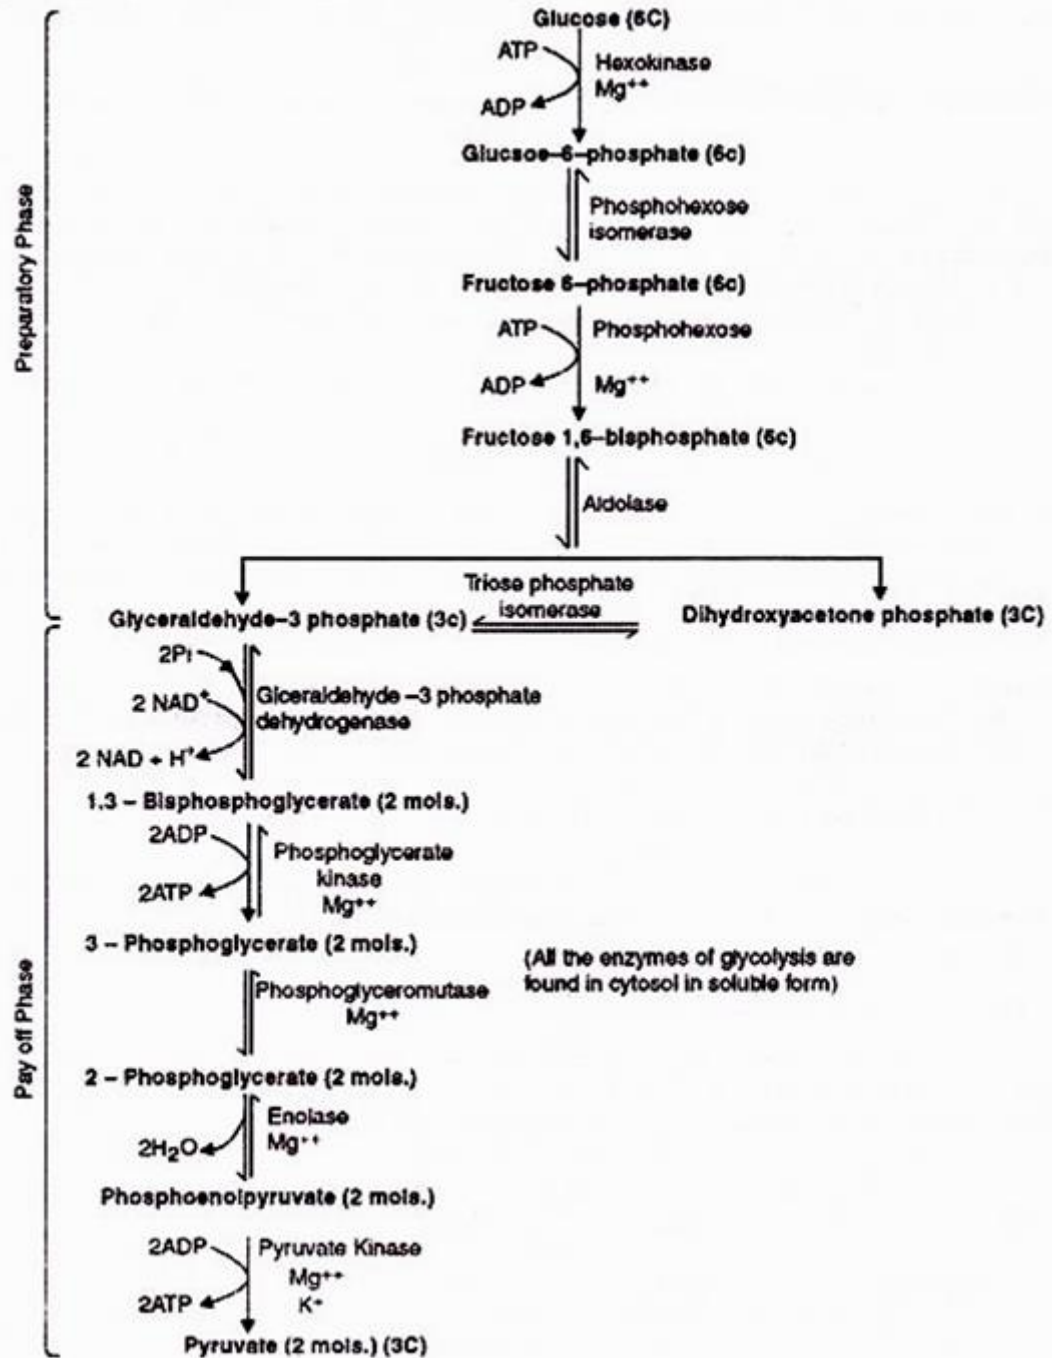 Glucose (6C)
ATP
Hexokinase
Mg⁺⁺
ADP
Glucsoe–6–phosphate (6c)
Phosphohexose
isomerase
Fructose 6–phosphate (6c)
ATP
Phosphohexose
ADP
Mg⁺⁺
Fructose 1,6–bisphosphate (6c)
Aldolase
Preparatory Phase
Triose phosphate
isomerase
Glyceraldehyde–3 phosphate (3c)
Dihydroxyacetone phosphate (3C)
2Pi
2 NAD⁺
Glceraldehyde –3 phosphate
dehydrogenase
2 NAD + H⁺
1,3 – Bisphosphoglycerate (2 mols.)
2ADP
Phosphoglycerate
kinase
Mg⁺⁺
2ATP
3 – Phosphoglycerate (2 mols.)
(All the enzymes of glycolysis are
found in cytosol in soluble form)
Phosphoglyceromutase
Mg⁺⁺
2 – Phosphoglycerate (2 mols.)
Enolase
Mg⁺⁺
2H₂O
Phosphoenolpyruvate (2 mols.)
2ADP
Pyruvate Kinase
Mg⁺⁺
K⁺
2ATP
Pyruvate (2 mols.) (3C)
Pay off Phase